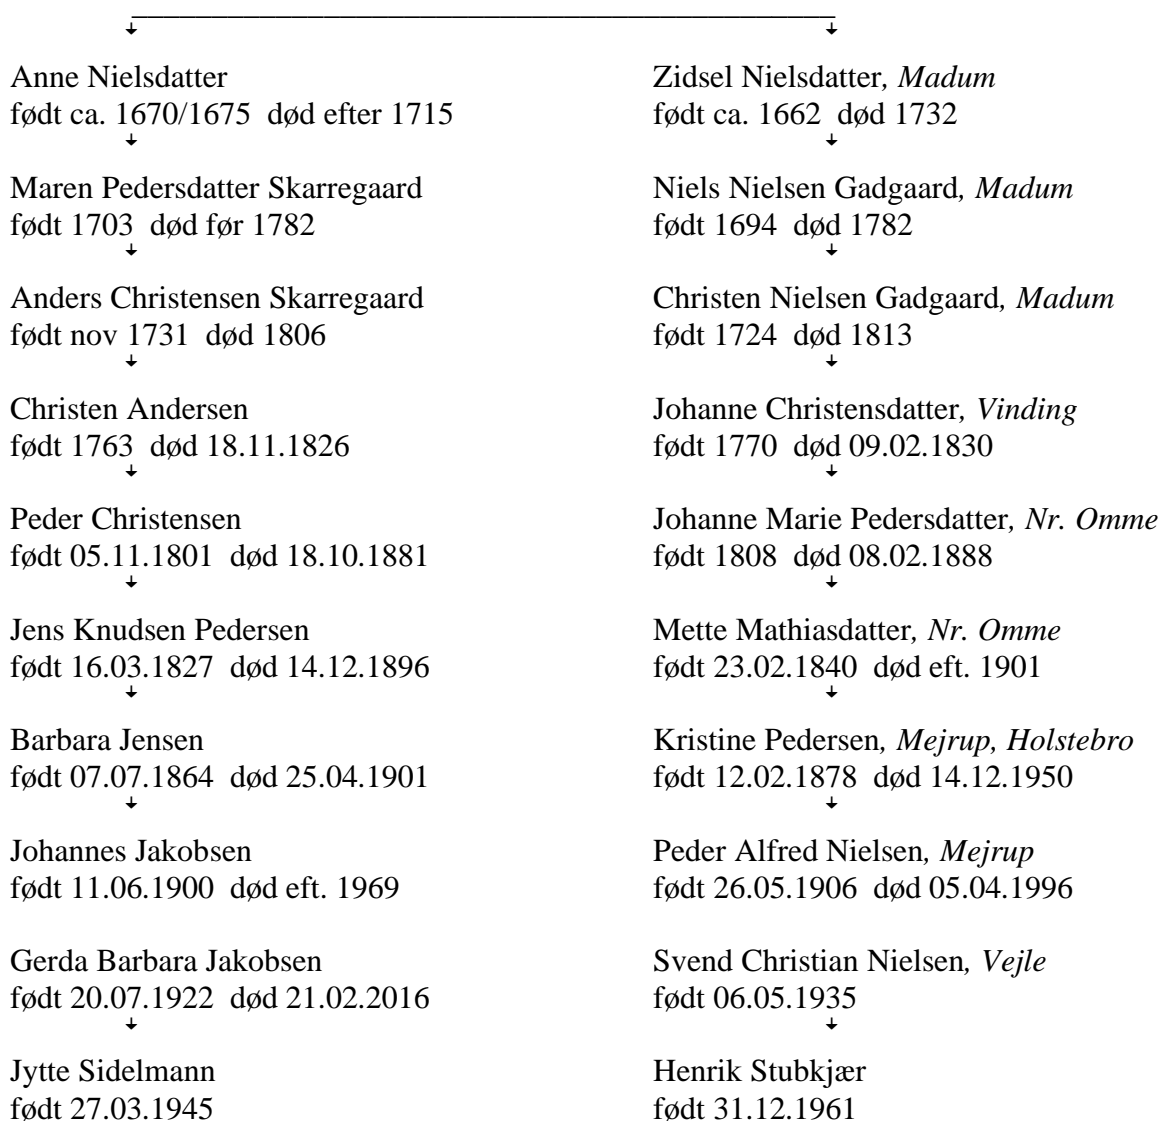 Anne Nielsdatter
født ca. 1670/1675 død efter 1715
Maren Pedersdatter Skarregaard
født 1703 død før 1782
Anders Christensen Skarregaard
født nov 1731 død 1806
Christen Andersen
født 1763 død 18.11.1826
Peder Christensen
født 05.11.1801 død 18.10.1881
Jens Knudsen Pedersen
født 16.03.1827 død 14.12.1896
Barbara Jensen
født 07.07.1864 død 25.04.1901
Johannes Jakobsen
født 11.06.1900 død eft. 1969
Gerda Barbara Jakobsen
født 20.07.1922 død 21.02.2016
Jytte Sidelmann
født 27.03.1945
Zidsel Nielsdatter, Madum
født ca. 1662 død 1732
Niels Nielsen Gadgaard, Madum
født 1694 død 1782
Christen Nielsen Gadgaard, Madum
født 1724 død 1813
Johanne Christensdatter, Vinding
født 1770 død 09.02.1830
Johanne Marie Pedersdatter, Nr. Omme
født 1808 død 08.02.1888
Mette Mathiasdatter, Nr. Omme
født 23.02.1840 død eft. 1901
Kristine Pedersen, Mejrup, Holstebro
født 12.02.1878 død 14.12.1950
Peder Alfred Nielsen, Mejrup
født 26.05.1906 død 05.04.1996
Svend Christian Nielsen, Vejle
født 06.05.1935
Henrik Stubkjær
født 31.12.1961